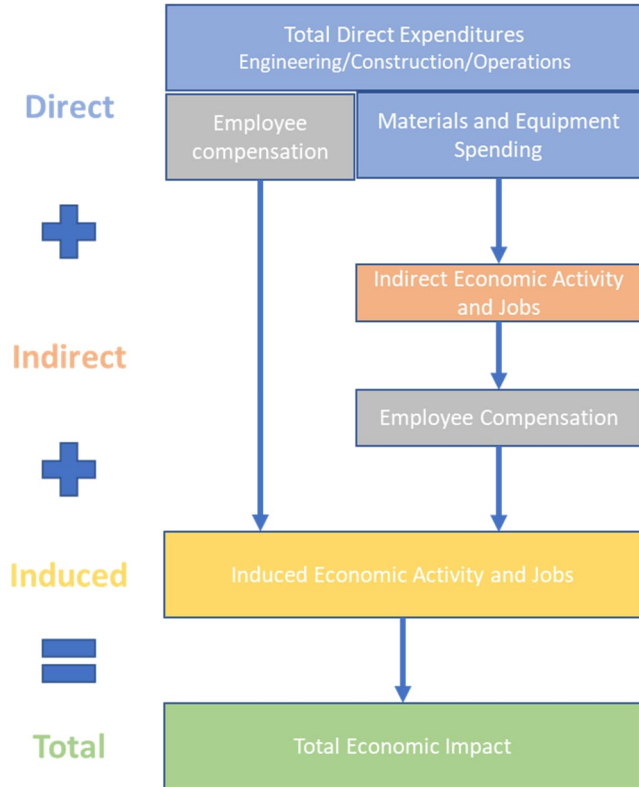 Total Direct Expenditures
Engineering/Construction/Operations
Direct
Employee
compensation
Materials and Equipment
Spending
Indirect Economic Activity
and Jobs
Indirect
Employee Compensation
Induced
Induced Economic Activity and Jobs
Total
Total Economic Impact